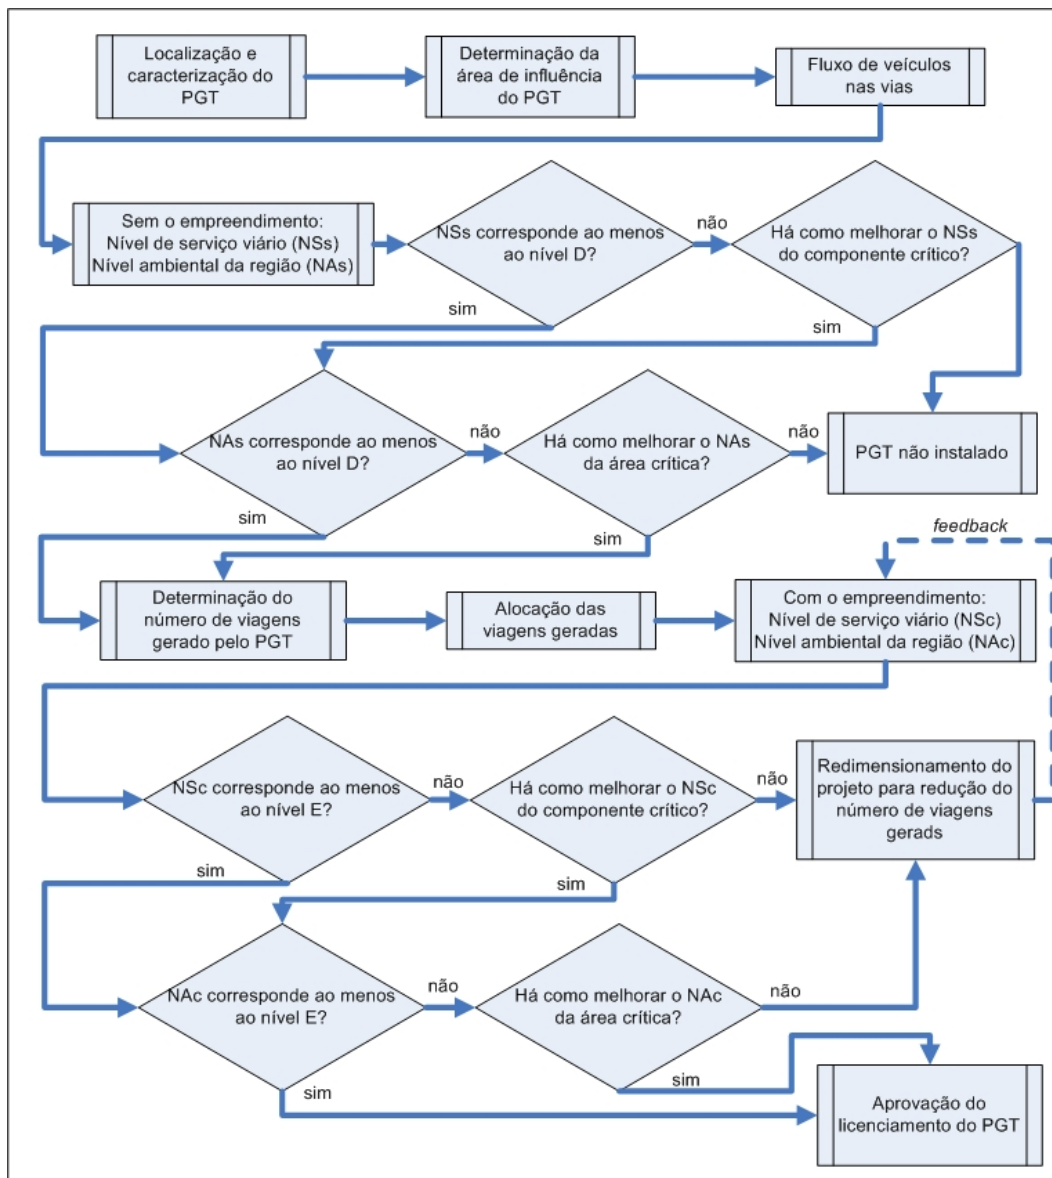 Localização e
caracterização do
PGT
Determinação da
área de influência
do PGT
Fluxo de veículos
nas vias
Sem o empreendimento:
Nível de serviço viário (NSs)
Nível ambiental da região (NAs)
NSs corresponde ao menos
ao nível D?
não
Há como melhorar o NSs
do componente crítico?
sim
sim
NAs corresponde ao menos
ao nível D?
não
Há como melhorar o NAs
da área crítica?
não
PGT não instalado
sim
sim
feedback
Determinação do
número de viagens
gerado pelo PGT
Alocação das
viagens geradas
Com o empreendimento:
Nível de serviço viário (NSc)
Nível ambiental da região (NAc)
NSc corresponde ao menos
ao nível E?
não
Há como melhorar o NSc
do componente crítico?
não
Redimensionamento do
projeto para redução do
número de viagens
gerads
sim
sim
NAc corresponde ao menos
ao nível E?
não
Há como melhorar o NAc
da área crítica?
não
sim
sim
Aprovação do
licenciamento do PGT